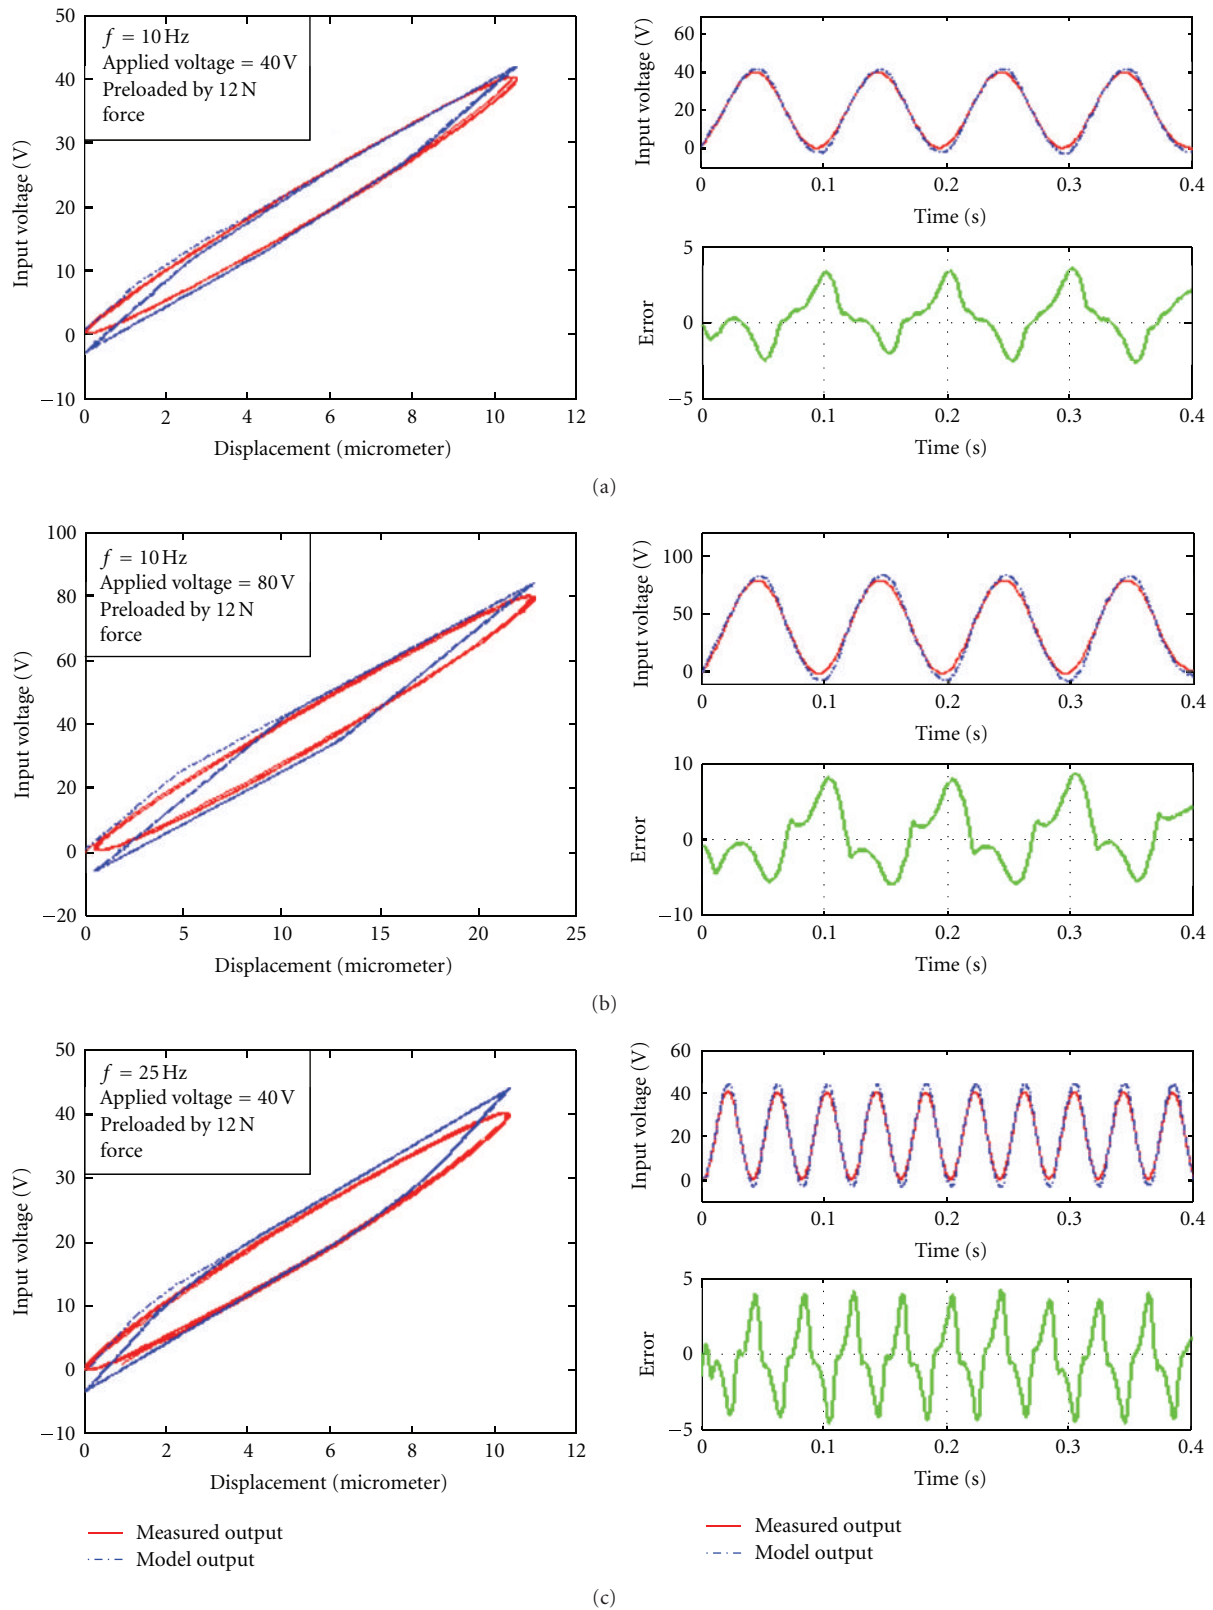 50
40
30
20
10
0
−10
Input voltage (V)
f = 10 Hz
Applied voltage = 40 V
Preloaded by 12 N
force
0 2 4 6 8 10 12
Displacement (micrometer)
60
40
20
0
Input voltage (V)
0 0.1 0.2 0.3 0.4
Time (s)
5
0
−5
Error
0 0.1 0.2 0.3 0.4
Time (s)
(a)
100
80
60
40
20
0
−20
Input voltage (V)
f = 10 Hz
Applied voltage = 80 V
Preloaded by 12 N
force
0 5 10 15 20 25
Displacement (micrometer)
100
50
0
Input voltage (V)
0 0.1 0.2 0.3 0.4
Time (s)
10
0
−10
Error
0 0.1 0.2 0.3 0.4
Time (s)
(b)
50
40
30
20
10
0
−10
Input voltage (V)
f = 25 Hz
Applied voltage = 40 V
Preloaded by 12 N
force
0 2 4 6 8 10 12
Displacement (micrometer)
Measured output
Model output
60
40
20
0
Input voltage (V)
0 0.1 0.2 0.3 0.4
Time (s)
5
0
−5
Error
0 0.1 0.2 0.3 0.4
Time (s)
Measured output
Model output
(c)